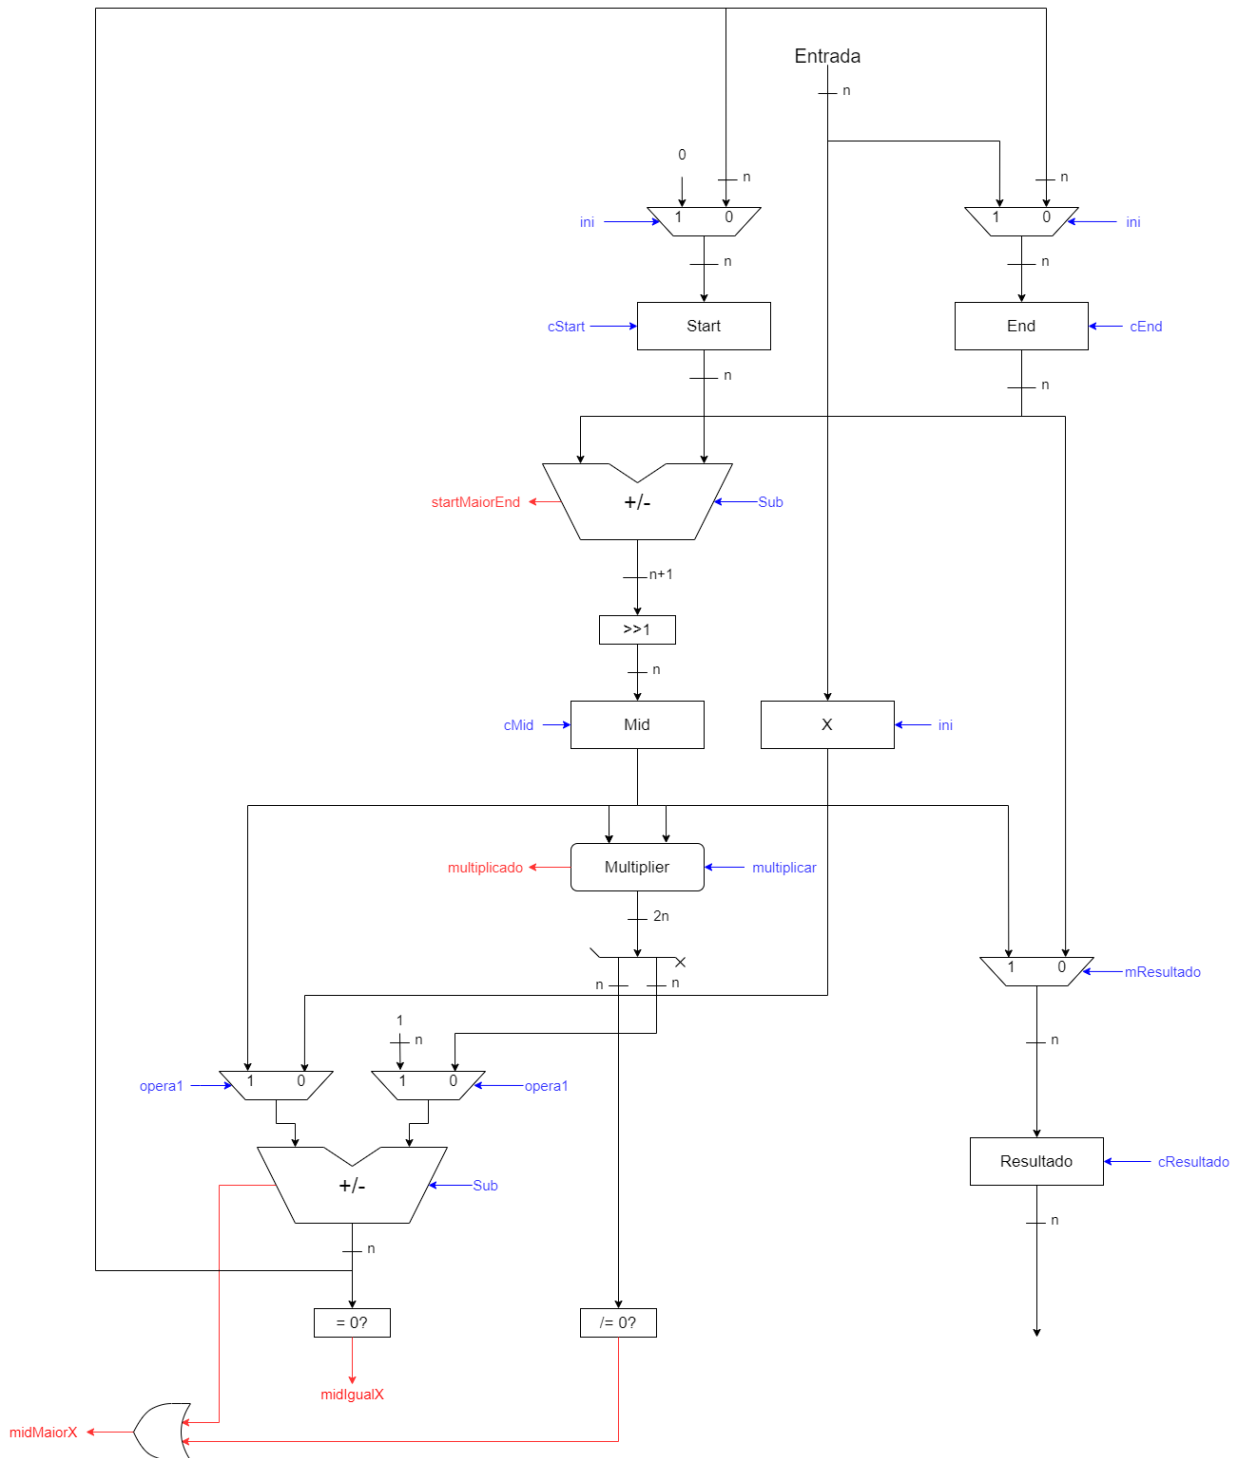 Entrada
n
0
n
n
1 0
1 0
ini
ini
n
n
cStart
Start
End
cEnd
n
n
startMaiorEnd
+/-
Sub
n+1
>>1
n
cMid
Mid
X
ini
multiplicado
Multiplier
multiplicar
2n
1 0
mResultado
n
n
1
n
n
opera1
1 0
1 0
opera1
Resultado
cResultado
+/-
Sub
n
n
= 0?
/= 0?
midIgualX
midMaiorX